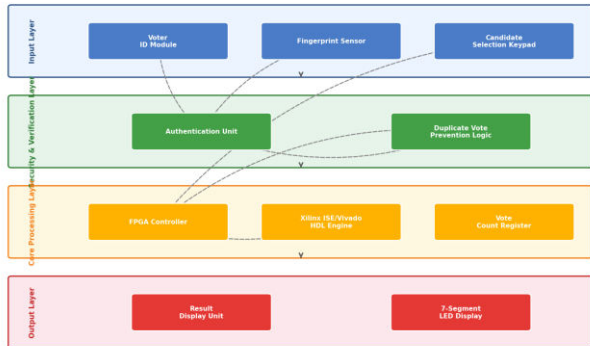 Input Layer
Voter
ID Module
Fingerprint Sensor
Candidate
Selection Keypad
Security & Verification Layer
Authentication Unit
Duplicate Vote
Prevention Logic
Core Processing Layer
FPGA Controller
Xilinx ISE/Vivado
HDL Engine
Vote
Count Register
Output Layer
Result
Display Unit
7-Segment
LED Display